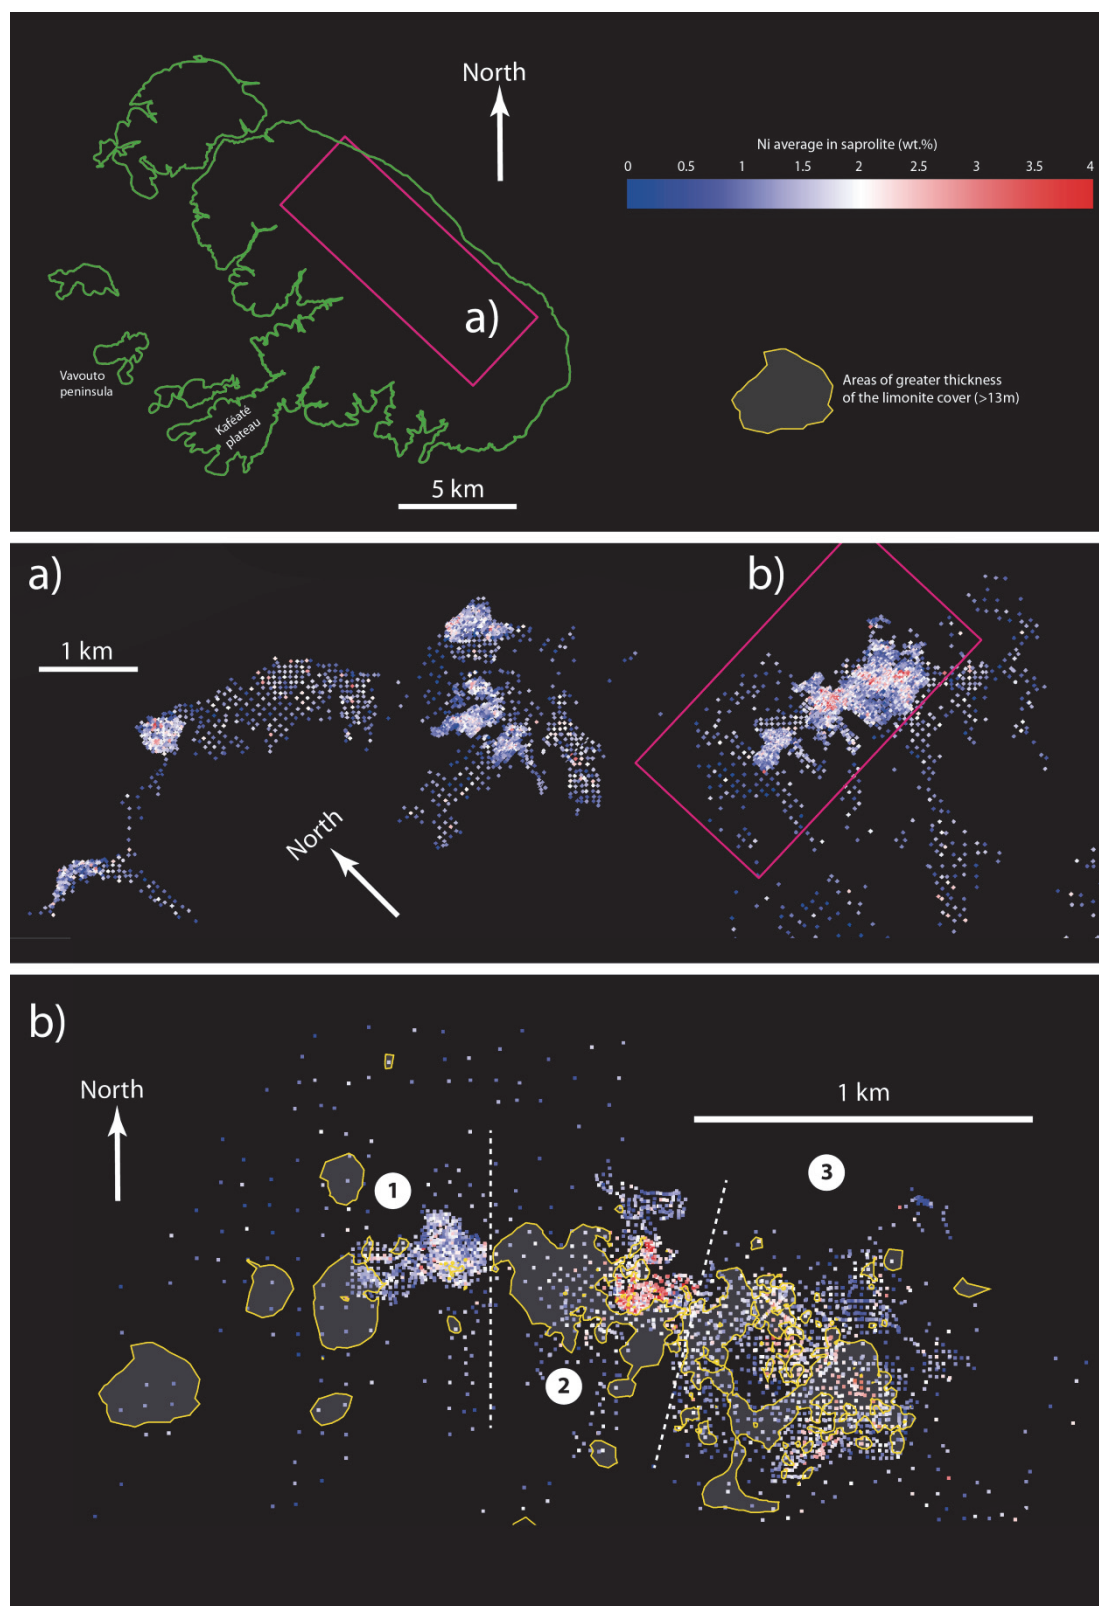 North
Ni average in saprolite (wt.%)
0 0.5 1 1.5 2 2.5 3 3.5 4
a)
Vavouto
peninsula
Kaféaté
plateau
Areas of greater thickness
of the limonite cover (>13m)
5 km
a)
b)
1 km
North
b)
North
1 km
1
2
3